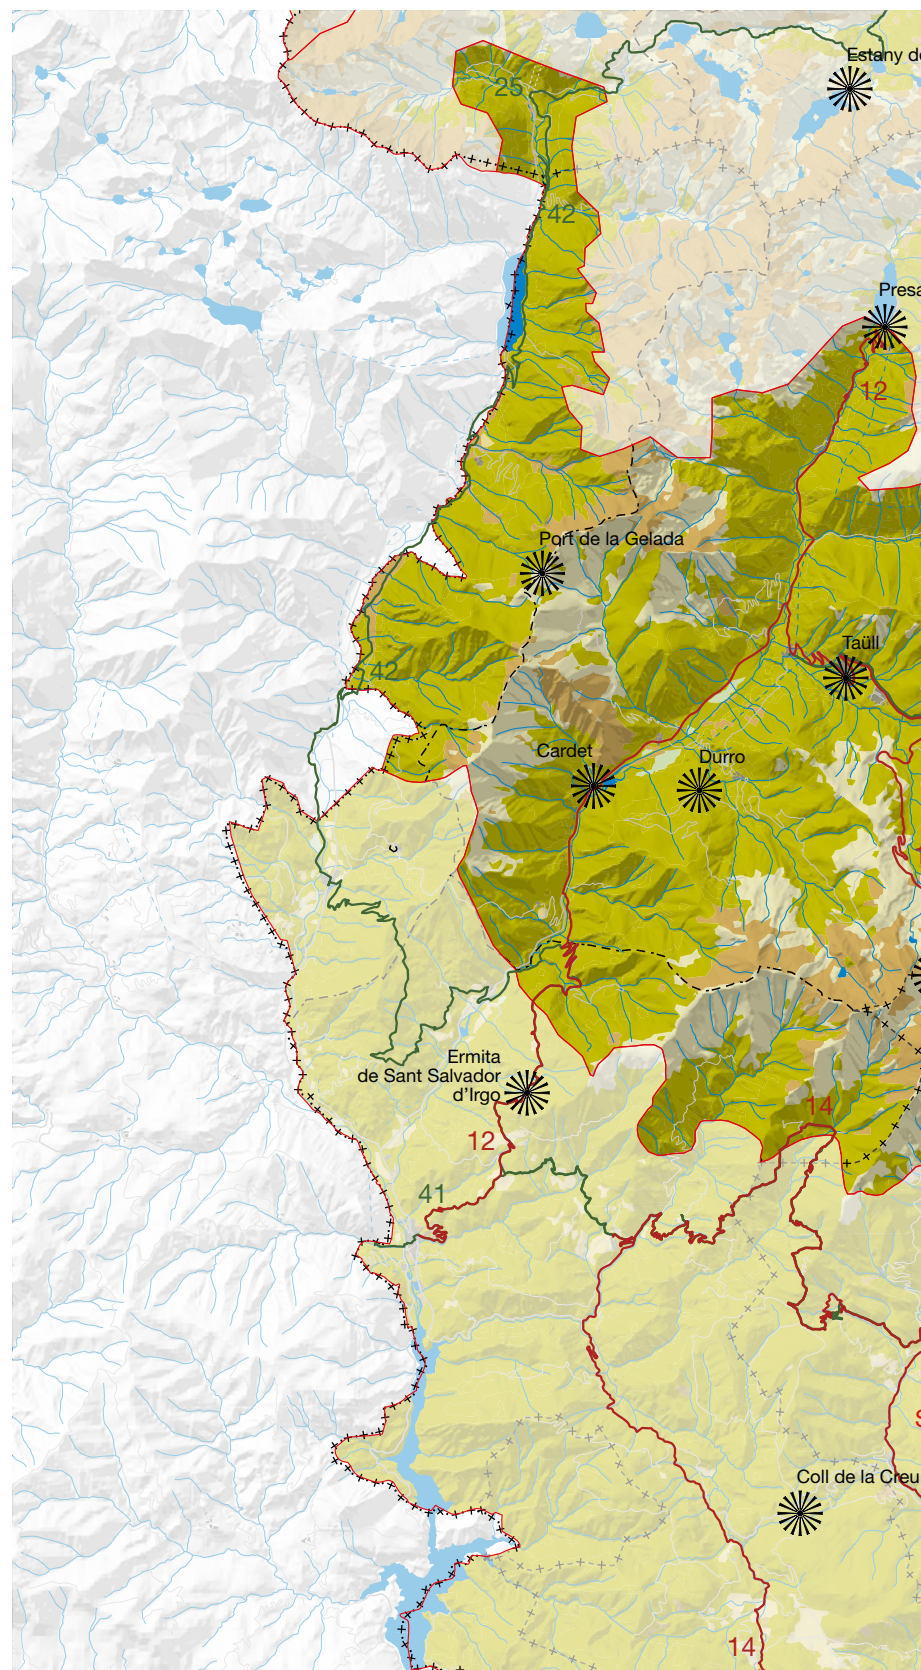 Estany de
25
42
Presa
12
Port de la Gelada
Taüll
42
Cardet
Durro
Ermita
de Sant Salvador
d'Irgo
14
12
41
S
Coll de la Creu
14